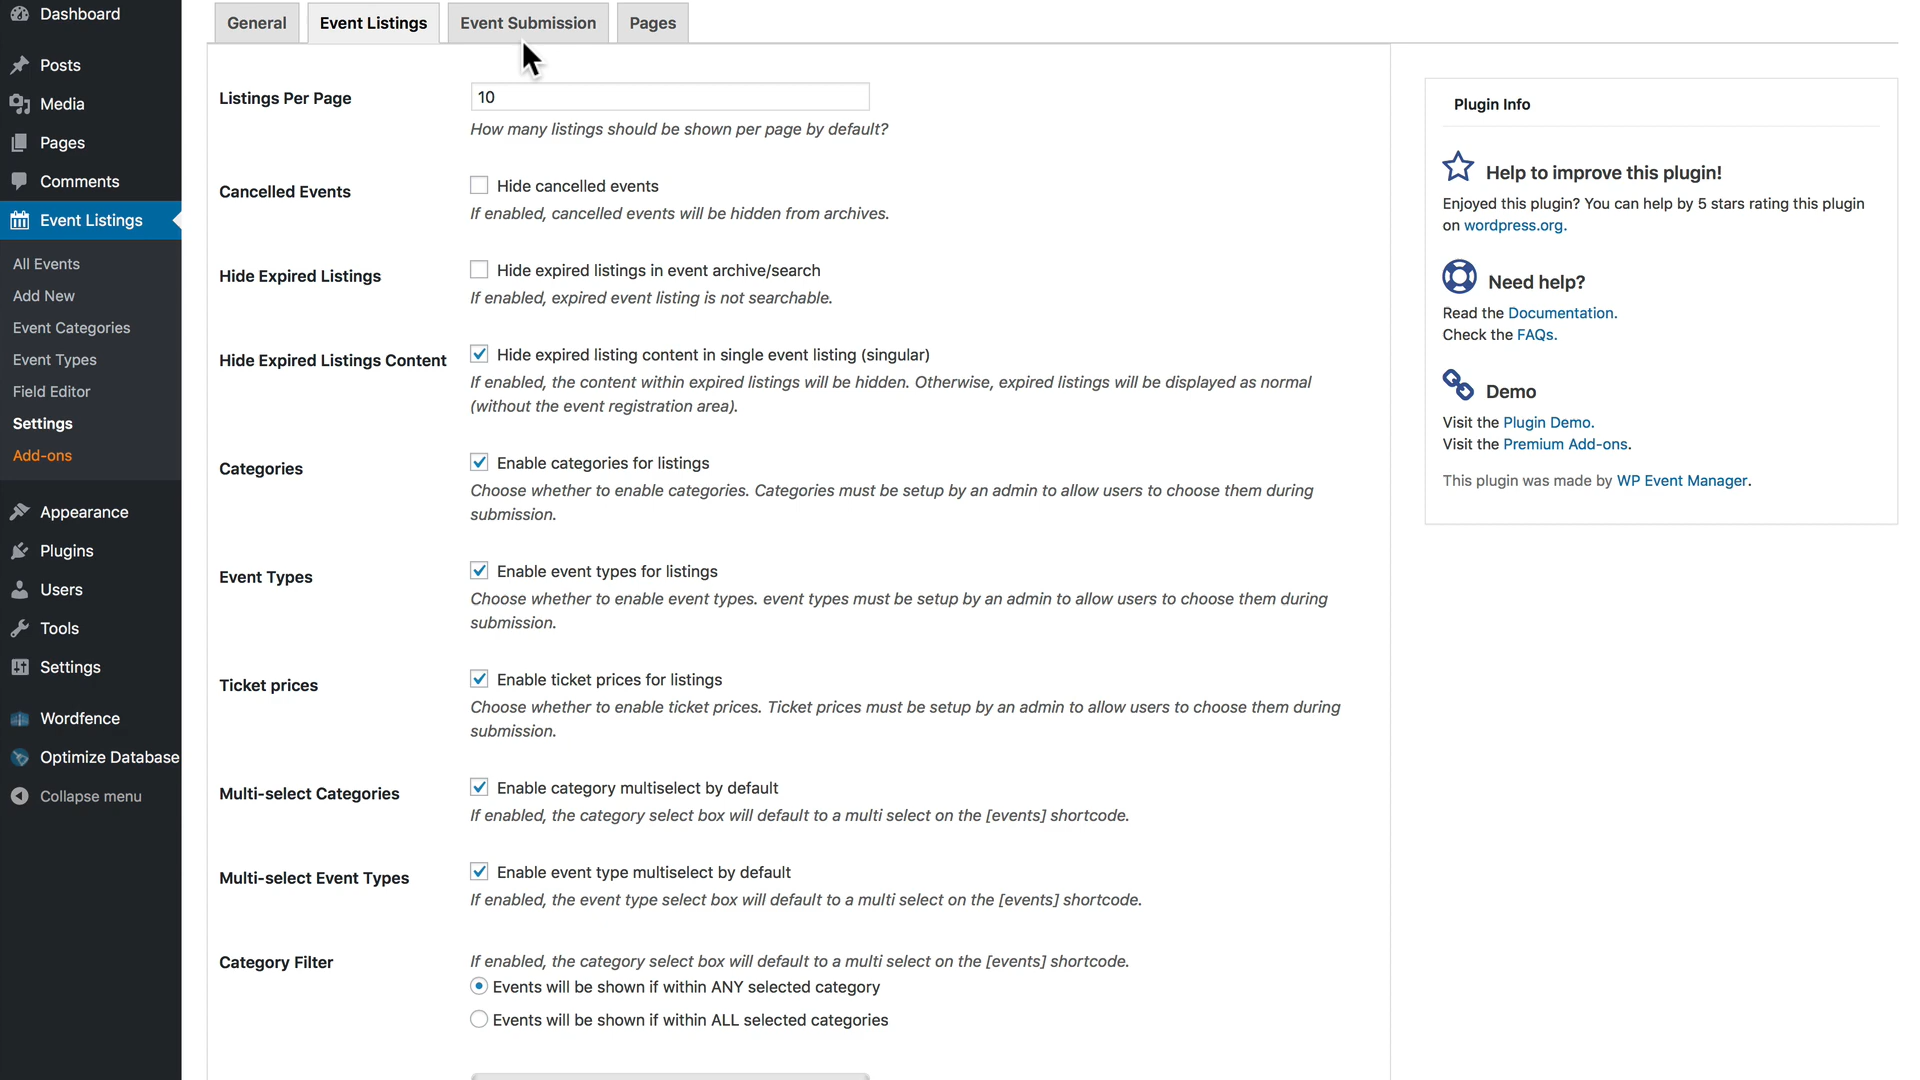 Dashboard
Posts
Media
Pages
Comments
Event Listings
All Events
Add New
Event Categories
Event Types
Field Editor
Settings
Add-ons
Appearance
Plugins
Users
Tools
Settings
Wordfence
Optimize Database
Collapse menu
General
Event Listings
Event Submission
Pages
Listings Per Page
10
How many listings should be shown per page by default?
Cancelled Events
Hide cancelled events
If enabled, cancelled events will be hidden from archives.
Hide Expired Listings
Hide expired listings in event archive/search
If enabled, expired event listing is not searchable.
Hide Expired Listings Content
Hide expired listing content in single event listing (singular)
If enabled, the content within expired listings will be hidden. Otherwise, expired listings will be displayed as normal
(without the event registration area).
Categories
Enable categories for listings
Choose whether to enable categories. Categories must be setup by an admin to allow users to choose them during
submission.
Event Types
Enable event types for listings
Choose whether to enable event types. event types must be setup by an admin to allow users to choose them during
submission.
Ticket prices
Enable ticket prices for listings
Choose whether to enable ticket prices. Ticket prices must be setup by an admin to allow users to choose them during
submission.
Multi-select Categories
Enable category multiselect by default
If enabled, the category select box will default to a multi select on the [events] shortcode.
Multi-select Event Types
Enable event type multiselect by default
If enabled, the event type select box will default to a multi select on the [events] shortcode.
Category Filter
If enabled, the category select box will default to a multi select on the [events] shortcode.
Events will be shown if within ANY selected category
Events will be shown if within ALL selected categories
Plugin Info
Help to improve this plugin!
Enjoyed this plugin? You can help by 5 stars rating this plugin
on wordpress.org.
Need help?
Read the Documentation.
Check the FAQs.
Demo
Visit the Plugin Demo.
Visit the Premium Add-ons.
This plugin was made by WP Event Manager.